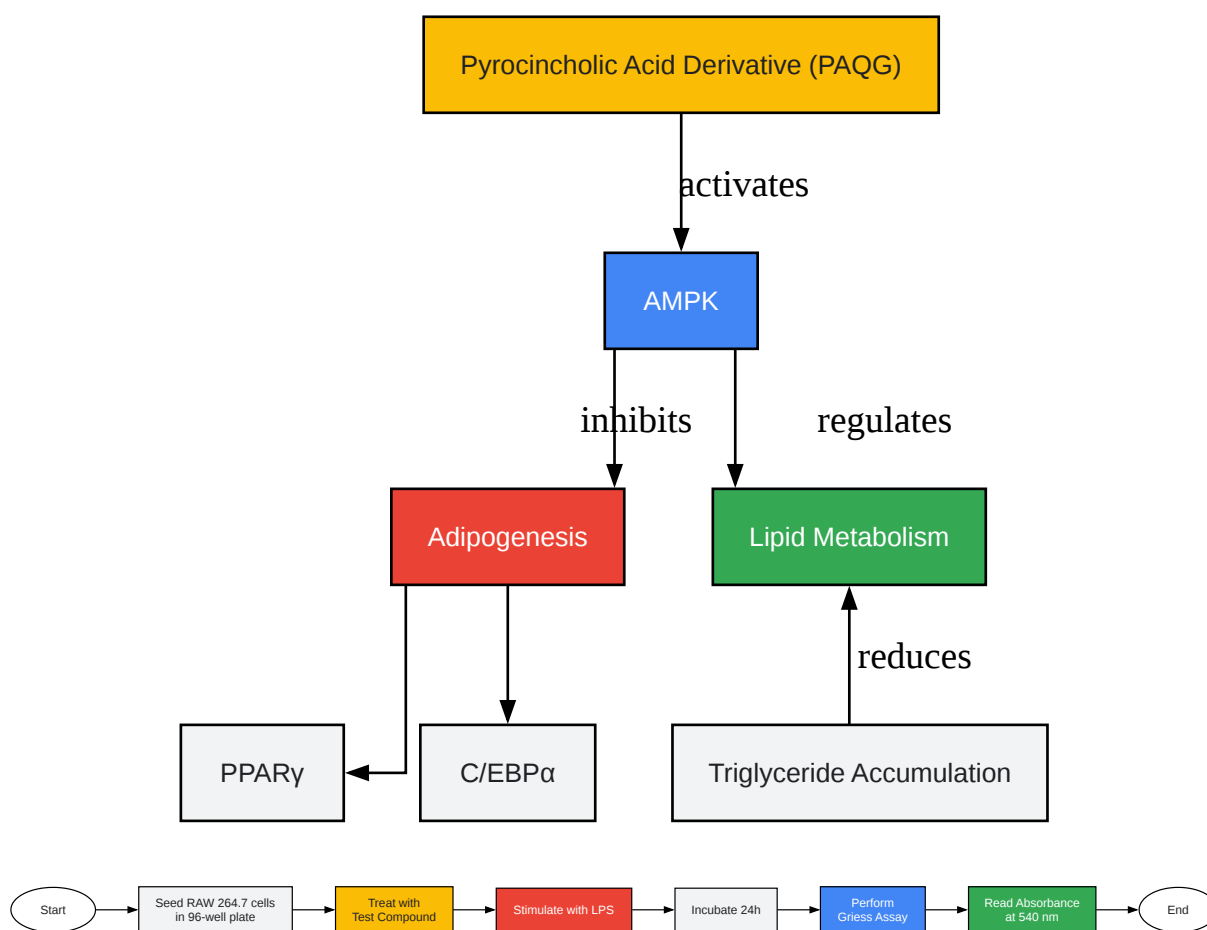 Pyrocincholic Acid Derivative (PAQG)
activates
AMPK
inhibits
regulates
Adipogenesis
Lipid Metabolism
reduces
PPARγ
C/EBPα
Triglyceride Accumulation
Start
Seed RAW 264.7 cells
in 96-well plate
Treat with
Test Compound
Stimulate with LPS
Incubate 24h
Perform
Griess Assay
Read Absorbance
at 540 nm
End